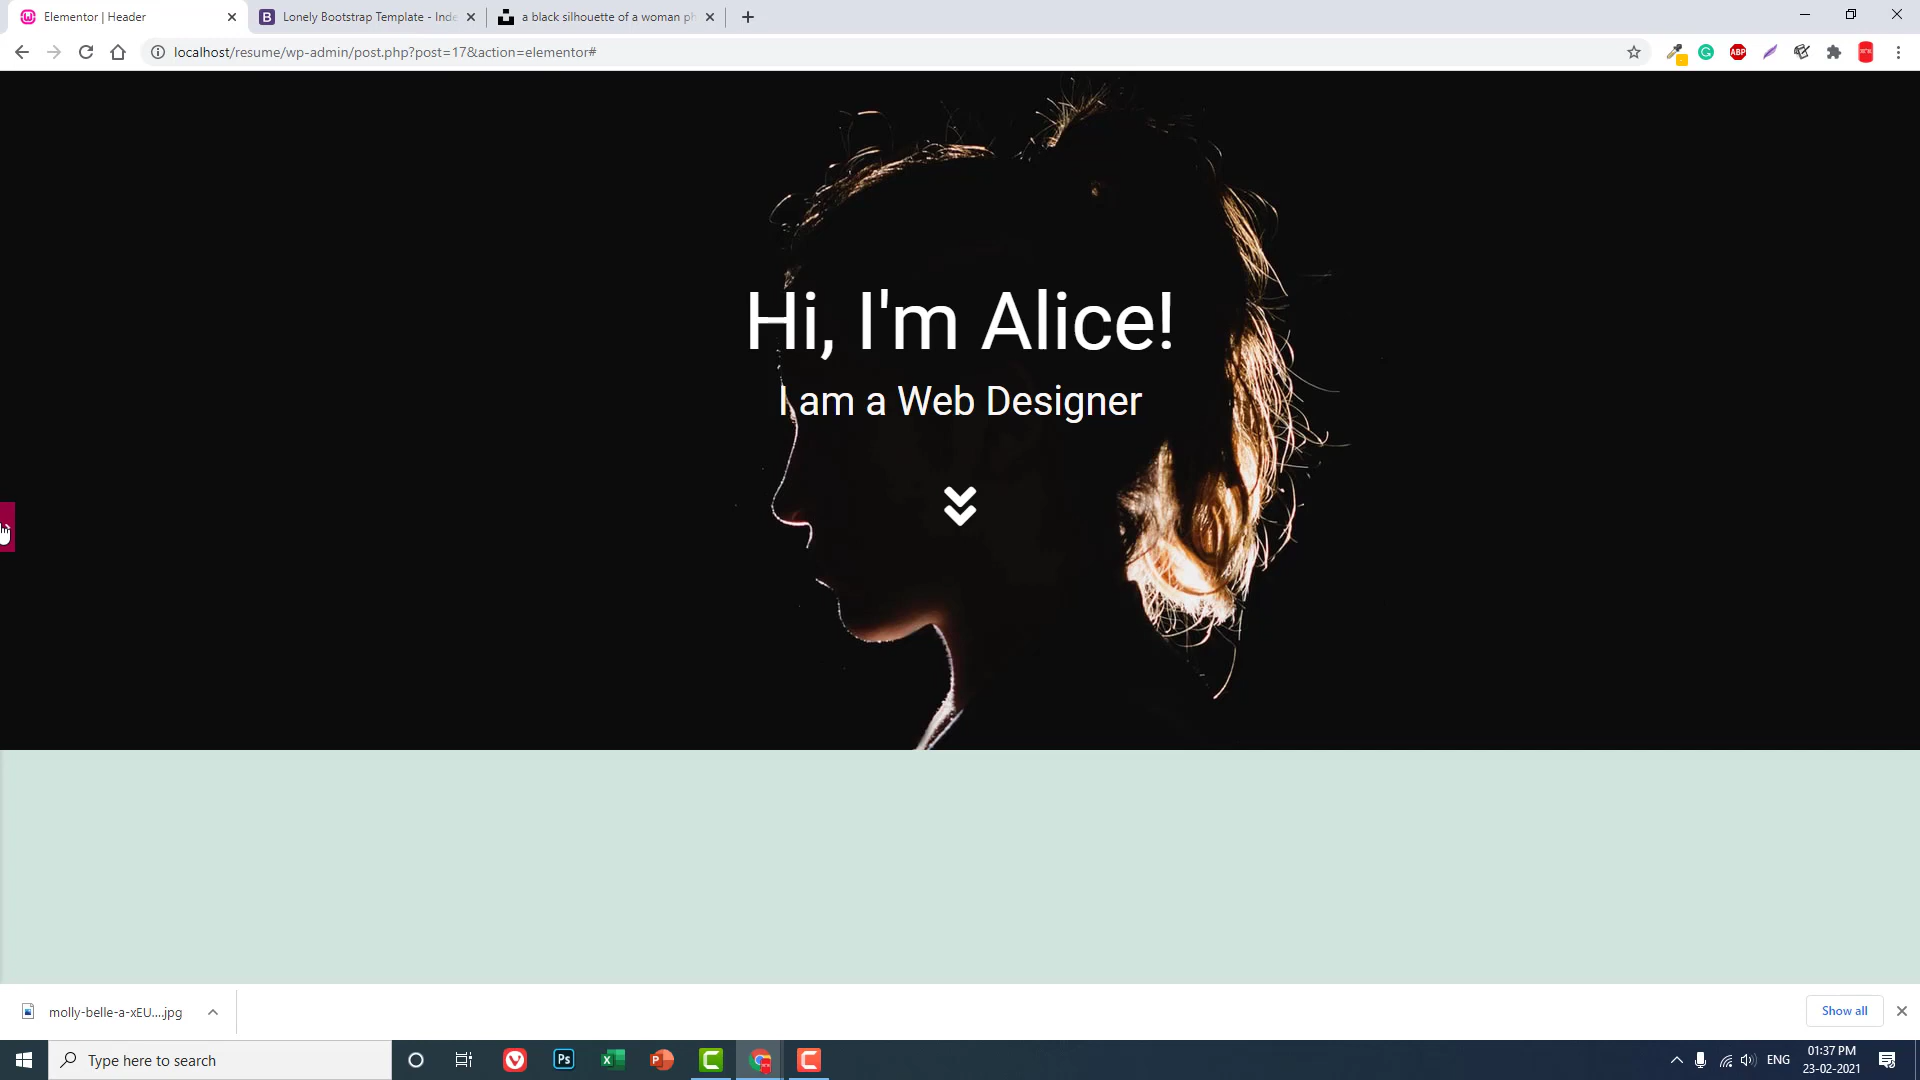 Elementor | Header
Lonely Bootstrap Template - Inde
a black silhouette of a woman ph
localhost/resume/wp-admin/post.php?post=17&action=elementor#
ABP
Hi, I'm Alice!
I am a Web Designer
molly-belle-a-xEU....jpg
Show all
Type here to search
Ps
ENG
01:37 PM
23-02-2021